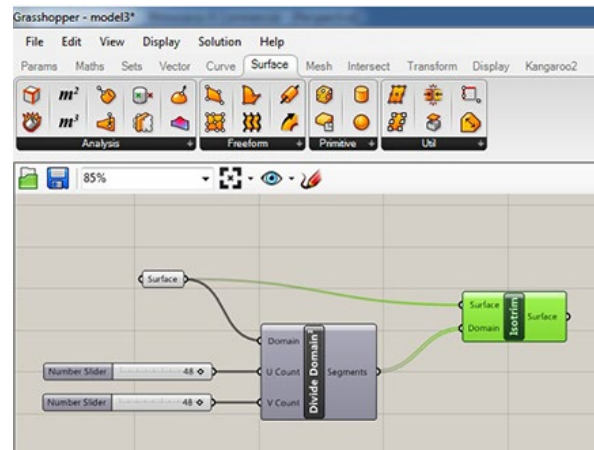 Grasshopper - model3*
File Edit View Display Solution Help
Params Maths Sets Vector Curve Surface Mesh Intersect Transform Display Kangaroo2
m²
m³
Analysis Freeform Primitive Util
85%
Surface
Surface
Domain
Isotrim
Surface
Domain
U Count
V Count
Divide Domain²
Segments
Number Slider 48
Number Slider 48